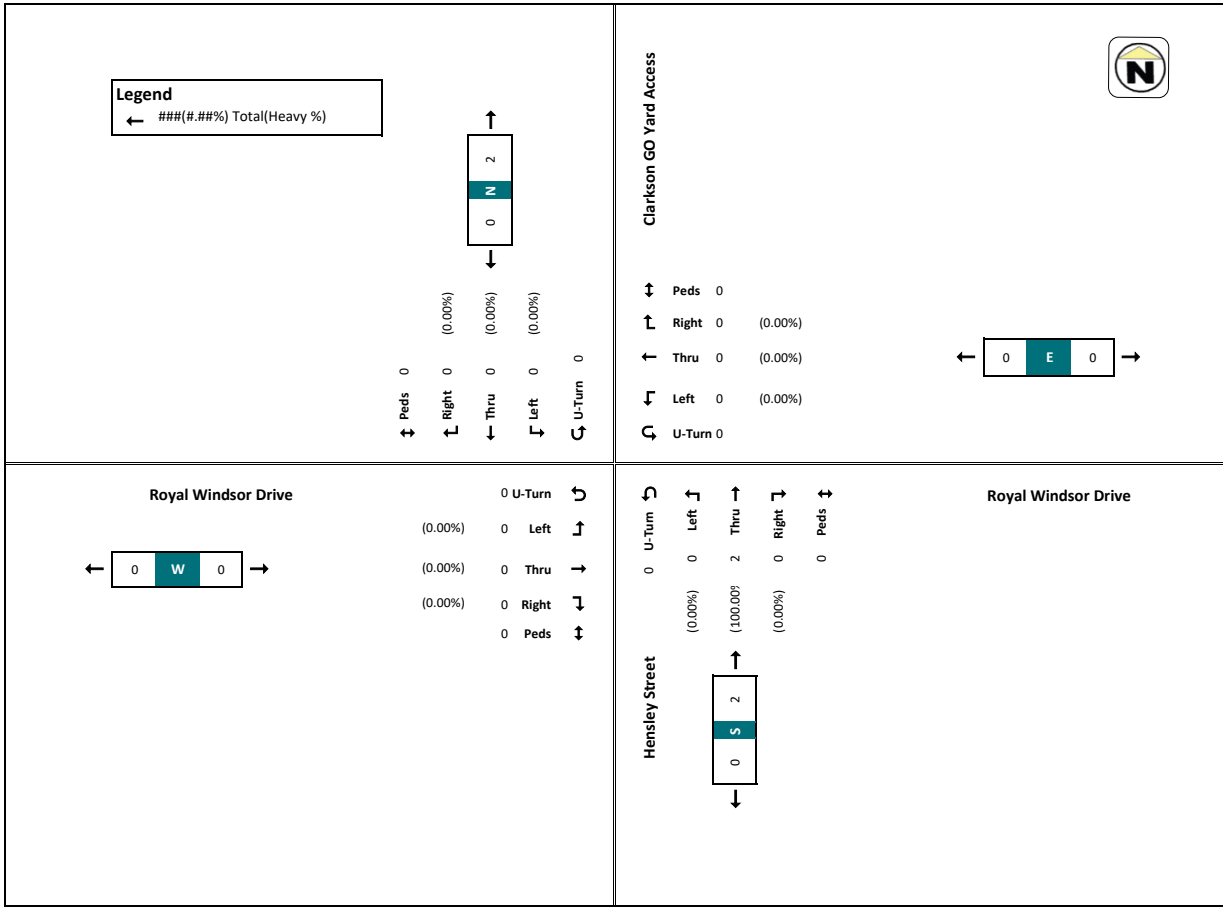 Legend
← ###(#.##%) Total(Heavy %)
2
N
0
(0.00%) (0.00%) (0.00%)
0 0 0 0 0
Peds Right Thru Left U-Turn
Clarkson GO Yard Access
N
Peds 0
Right 0 (0.00%)
Thru 0 (0.00%)
Left 0 (0.00%)
U-Turn 0
0 E 0
Royal Windsor Drive
0 U-Turn
(0.00%) 0 Left
(0.00%) 0 Thru
(0.00%) 0 Right
0 Peds
0 W 0
U-Turn Left Thru Right Peds
0 0 2 0 0
(0.00%) (100.00% (0.00%)
Hensley Street
2
S
0
Royal Windsor Drive